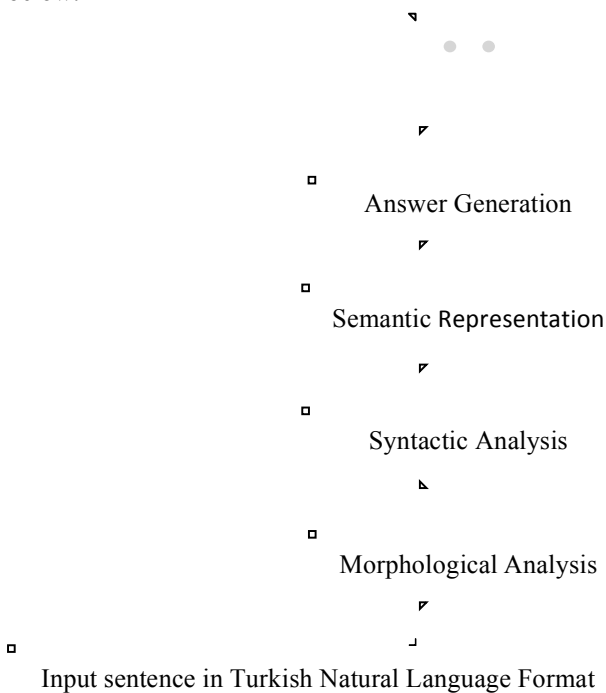 Answer Generation
Semantic Representation
Syntactic Analysis
Morphological Analysis
Input sentence in Turkish Natural Language Format